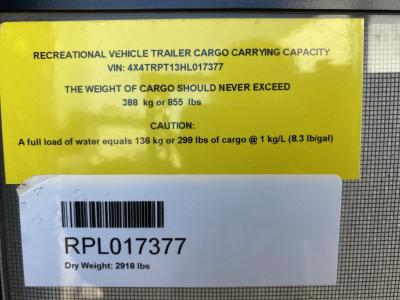 RECREATIONAL VEHICLE TRAILER CARGO CARRYING CAPACITY
VIN: 4X4TRPT13HL017377
THE WEIGHT OF CARGO SHOULD NEVER EXCEED
388 kg or 855 lbs
CAUTION:
A full load of water equals 136 kg or 299 lbs of cargo @ 1 kg/L (8.3 lb/gal)
RPL017377
Dry Weight: 2918 lbs